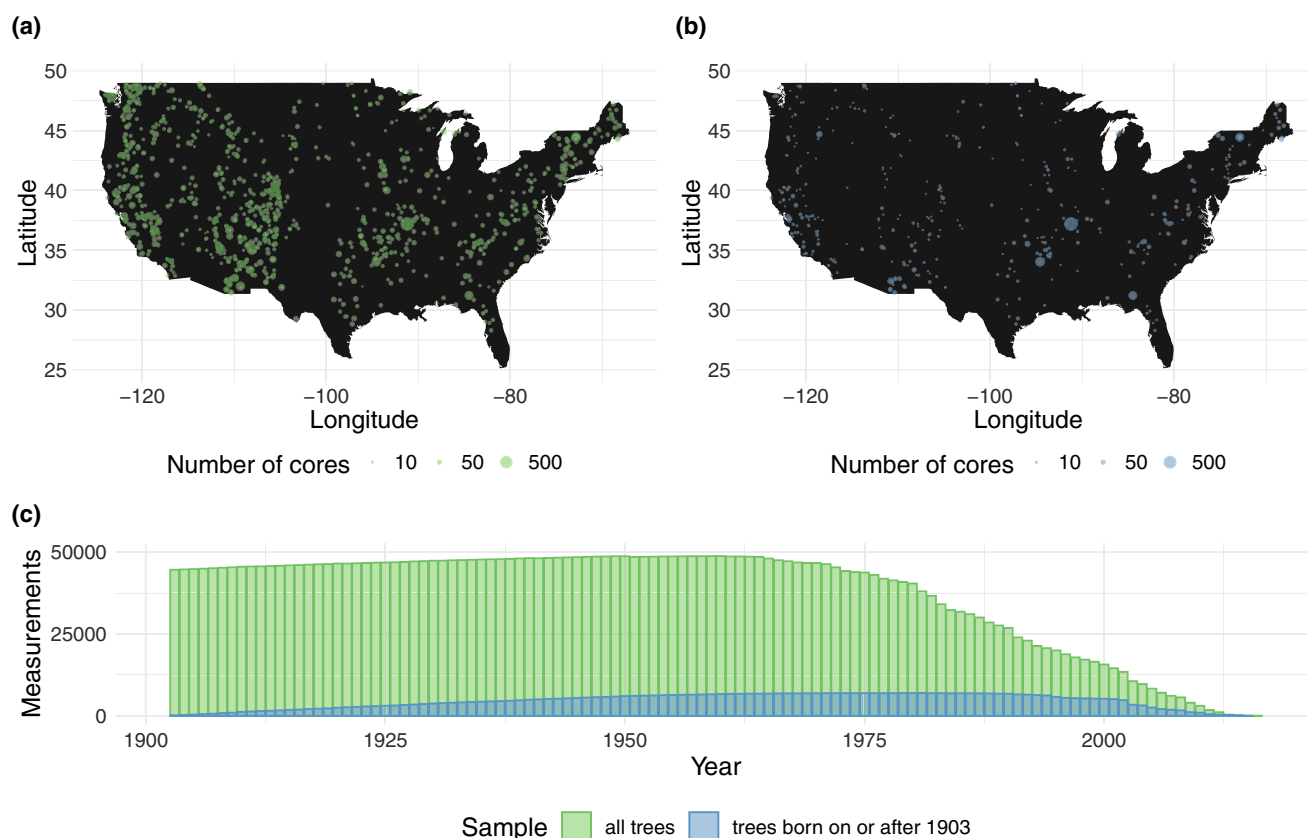 (a)
(b)
50
45
40
35
30
25
Latitude
−120
−100
−80
Longitude
Number of cores 10 50 500
50
45
40
35
30
25
Latitude
−120
−100
−80
Longitude
Number of cores 10 50 500
(c)
50000
25000
0
Measurements
1900
1925
1950
1975
2000
Year
Sample all trees trees born on or after 1903